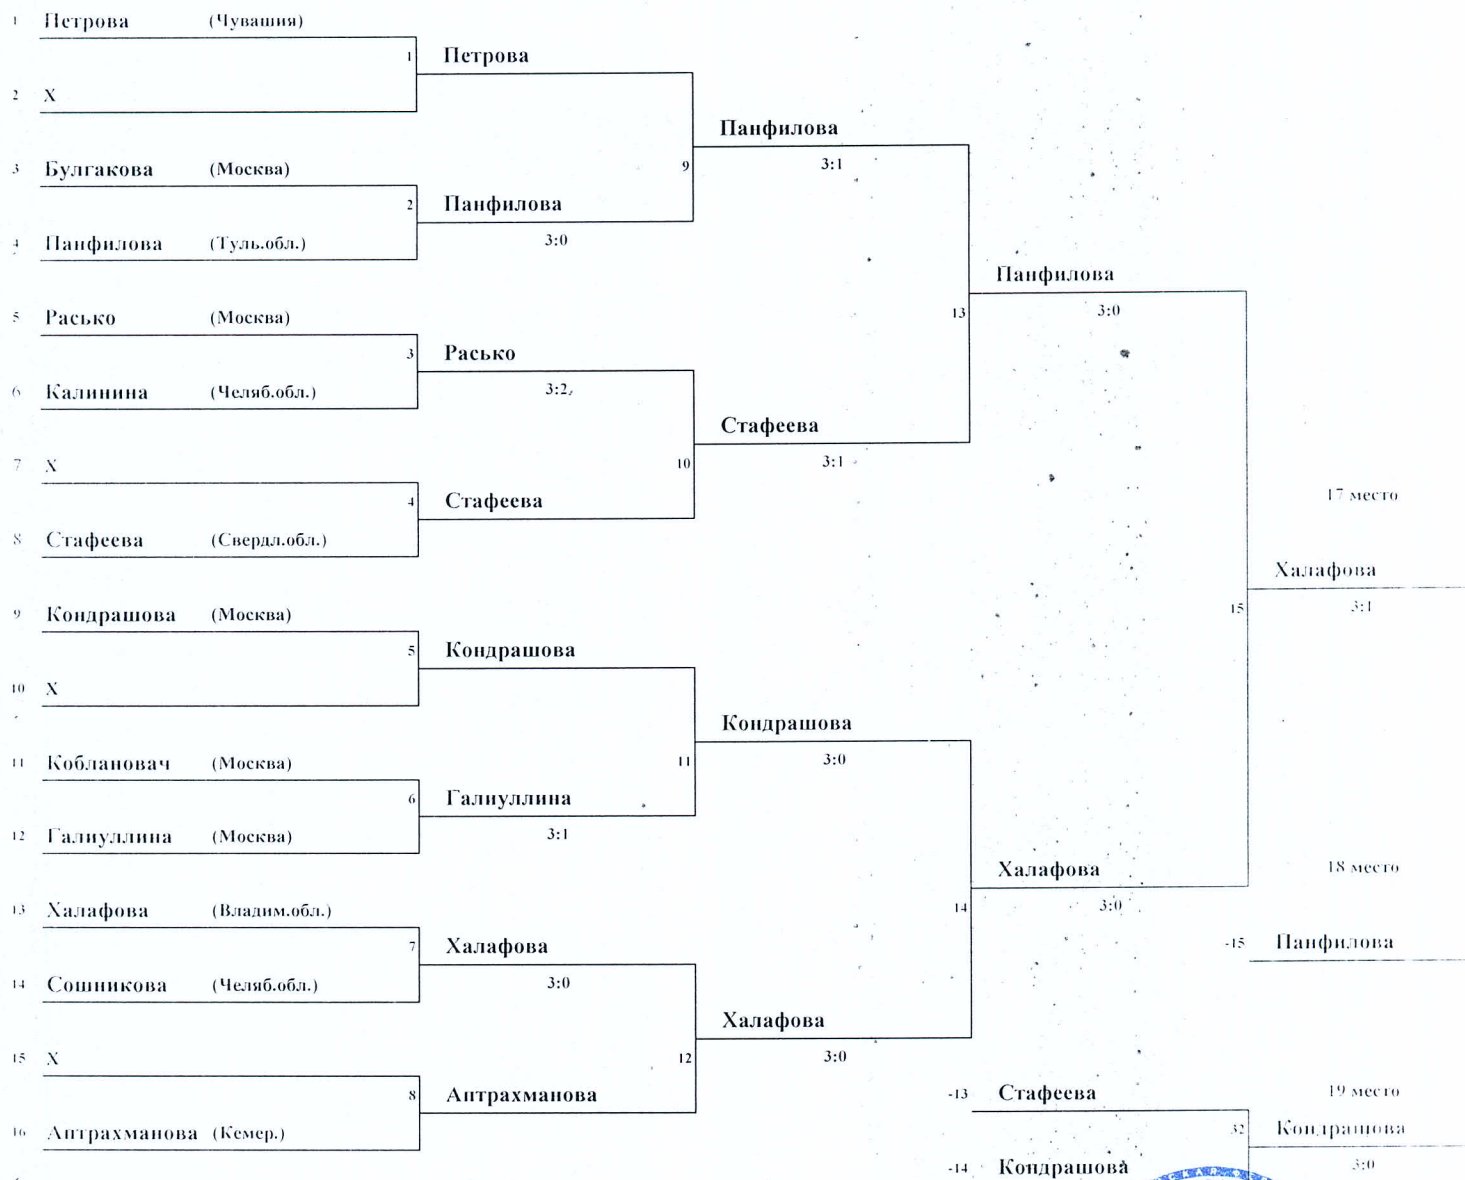 1 Петрова (Чувашия)
1 Петрова
2 X
Панфилова
3:1
3 Булгакова (Москва)
9
2 Панфилова
3:0
4 Панфилова (Туль.обл.)
Панфилова
3:0
5 Расько (Москва)
13
3 Расько
3:2
6 Калинина (Челяб.обл.)
Стафеева
3:1
7 X
10
17 место
4 Стафеева
8 Стафеева (Свердл.обл.)
Халафова
3:1
9 Кондрашова (Москва)
15
5 Кондрашова
10 X
Кондрашова
3:0
11 Коблановач (Москва)
11
6 Галиуллина
3:1
12 Галиуллина (Москва)
Халафова
3:0
18 место
13 Халафова (Владим.обл.)
14
-15 Панфилова
7 Халафова
3:0
14 Сошникова (Челяб.обл.)
Халафова
3:0
15 X
12
8 Аптрахманова
-13 Стафеева
19 место
16 Аптрахманова (Кемер.)
32 Кондрашова
3:0
-14 Кондрашова